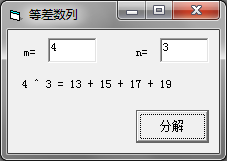 等差数列
m= 4 n= 3
4 ^ 3 = 13 + 15 + 17 + 19
分解